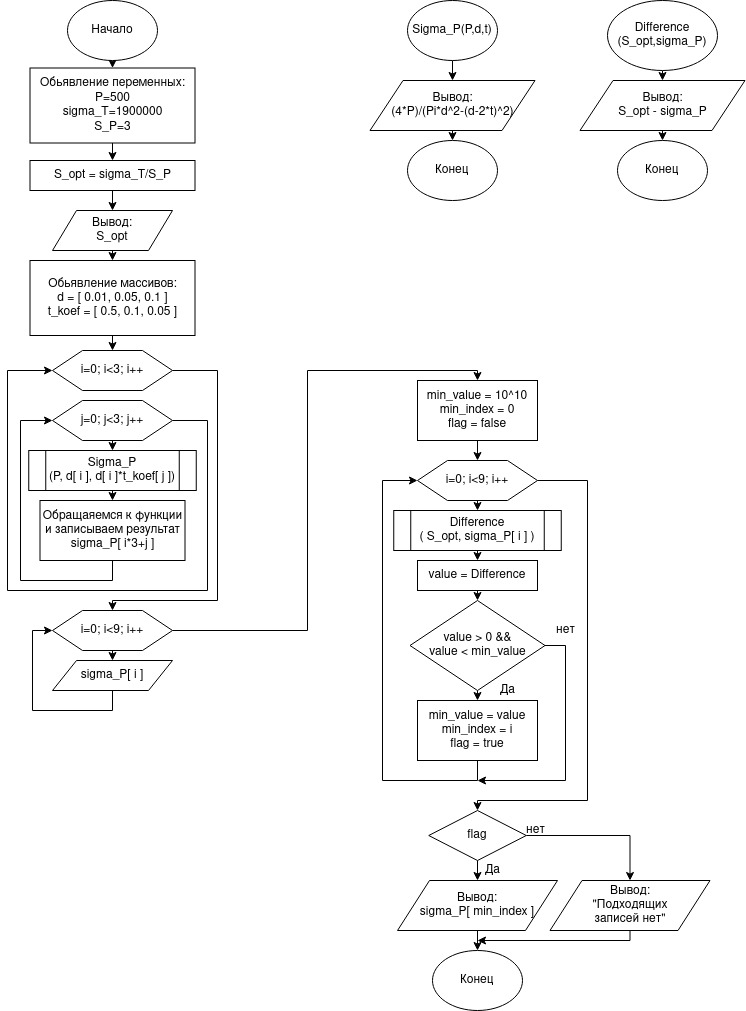 Начало
Обьявление переменных:
P=500
sigma_T=1900000
S_P=3
S_opt = sigma_T/S_P
Вывод:
S_opt
Обьявление массивов:
d = [ 0.01, 0.05, 0.1 ]
t_koef = [ 0.5, 0.1, 0.05 ]
i=0; i<3; i++
j=0; j<3; j++
Sigma_P
(P, d[ i ], d[ i ]*t_koef[ j ])
Обращаяемся к функции
и записываем результат
sigma_P[ i*3+j ]
i=0; i<9; i++
sigma_P[ i ]
Sigma_P(P,d,t)
Вывод:
(4*P)/(Pi*d^2-(d-2*t)^2)
Конец
Difference
(S_opt,sigma_P)
Вывод:
S_opt - sigma_P
Конец
min_value = 10^10
min_index = 0
flag = false
i=0; i<9; i++
Difference
( S_opt, sigma_P[ i ] )
value = Difference
value > 0 &&
value < min_value
нет
Да
min_value = value
min_index = i
flag = true
flag
нет
Да
Вывод:
sigma_P[ min_index ]
Вывод:
"Подходящих
записей нет"
Конец